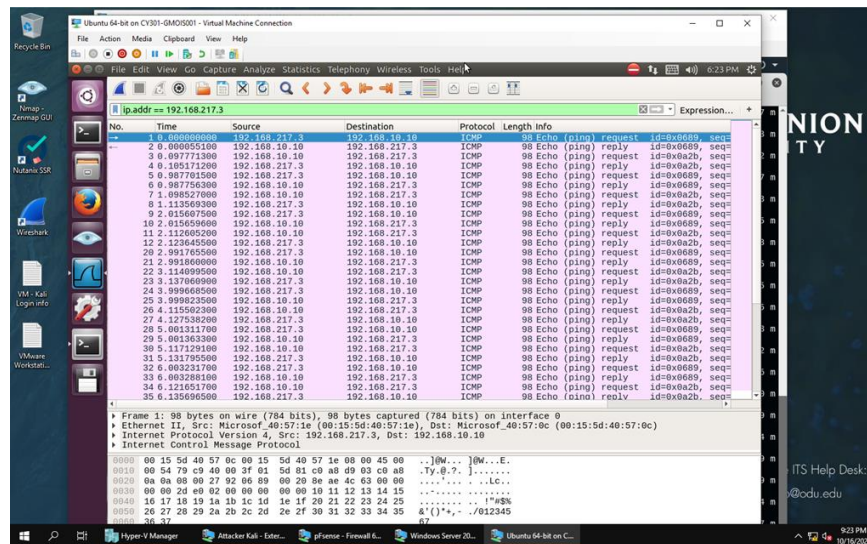 Ubuntu 64-bit on CY301-GMOIS001 - Virtual Machine Connection
File Action Media Clipboard View Help
File Edit View Go Capture Analyze Statistics Telephony Wireless Tools Help
6:23 PM
ip.addr == 192.168.217.3
Expression...
+
No. Time Source Destination Protocol Length Info
1 0.000000000 192.168.217.3 192.168.10.10 ICMP 98 Echo (ping) request id=0x0689, seq=
2 0.000055100 192.168.10.10 192.168.217.3 ICMP 98 Echo (ping) reply id=0x0689, seq=
3 0.097771300 192.168.10.10 192.168.217.3 ICMP 98 Echo (ping) request id=0x0a2b, seq=
4 0.105171200 192.168.217.3 192.168.10.10 ICMP 98 Echo (ping) reply id=0x0a2b, seq=
5 0.987701500 192.168.217.3 192.168.10.10 ICMP 98 Echo (ping) request id=0x0689, seq=
6 0.987756300 192.168.10.10 192.168.217.3 ICMP 98 Echo (ping) reply id=0x0689, seq=
7 1.098527000 192.168.10.10 192.168.217.3 ICMP 98 Echo (ping) request id=0x0a2b, seq=
8 1.113569300 192.168.217.3 192.168.10.10 ICMP 98 Echo (ping) reply id=0x0a2b, seq=
9 2.015607500 192.168.217.3 192.168.10.10 ICMP 98 Echo (ping) request id=0x0689, seq=
10 2.015659600 192.168.10.10 192.168.217.3 ICMP 98 Echo (ping) reply id=0x0689, seq=
11 2.112605200 192.168.10.10 192.168.217.3 ICMP 98 Echo (ping) request id=0x0a2b, seq=
12 2.123645500 192.168.217.3 192.168.10.10 ICMP 98 Echo (ping) reply id=0x0a2b, seq=
20 2.991765500 192.168.217.3 192.168.10.10 ICMP 98 Echo (ping) request id=0x0689, seq=
21 2.991860000 192.168.10.10 192.168.217.3 ICMP 98 Echo (ping) reply id=0x0689, seq=
22 3.114099500 192.168.10.10 192.168.217.3 ICMP 98 Echo (ping) request id=0x0a2b, seq=
23 3.137060900 192.168.217.3 192.168.10.10 ICMP 98 Echo (ping) reply id=0x0a2b, seq=
24 3.999668500 192.168.217.3 192.168.10.10 ICMP 98 Echo (ping) request id=0x0689, seq=
25 3.999823500 192.168.10.10 192.168.217.3 ICMP 98 Echo (ping) reply id=0x0689, seq=
26 4.115502300 192.168.10.10 192.168.217.3 ICMP 98 Echo (ping) request id=0x0a2b, seq=
27 4.127538200 192.168.217.3 192.168.10.10 ICMP 98 Echo (ping) reply id=0x0a2b, seq=
28 5.001311700 192.168.217.3 192.168.10.10 ICMP 98 Echo (ping) request id=0x0689, seq=
29 5.001363300 192.168.10.10 192.168.217.3 ICMP 98 Echo (ping) reply id=0x0689, seq=
30 5.117129100 192.168.10.10 192.168.217.3 ICMP 98 Echo (ping) request id=0x0a2b, seq=
31 5.131795500 192.168.217.3 192.168.10.10 ICMP 98 Echo (ping) reply id=0x0a2b, seq=
32 6.003231700 192.168.217.3 192.168.10.10 ICMP 98 Echo (ping) request id=0x0689, seq=
33 6.003288100 192.168.10.10 192.168.217.3 ICMP 98 Echo (ping) reply id=0x0689, seq=
34 6.121651700 192.168.10.10 192.168.217.3 ICMP 98 Echo (ping) request id=0x0a2b, seq=
35 6.135696500 192.168.217.3 192.168.10.10 ICMP 98 Echo (ping) reply id=0x0a2b, seq=
Frame 1: 98 bytes on wire (784 bits), 98 bytes captured (784 bits) on interface 0
Ethernet II, Src: Microsof_40:57:1e (00:15:5d:40:57:1e), Dst: Microsof_40:57:0c (00:15:5d:40:57:0c)
Internet Protocol Version 4, Src: 192.168.217.3, Dst: 192.168.10.10
Internet Control Message Protocol
0000 00 15 5d 40 57 0c 00 15 5d 40 57 1e 08 00 45 00 ..]@W... ]@W...E.
0010 00 54 79 c9 40 00 3f 01 5d 81 c0 a8 d9 03 c0 a8 .Ty.@.?. ].......
0020 0a 0a 08 00 27 92 06 89 00 20 8e ae 4c 63 00 00 ....'... . ..Lc..
0030 00 00 2d e0 02 00 00 00 00 00 10 11 12 13 14 15 ..-..... ........
0040 16 17 18 19 1a 1b 1c 1d 1e 1f 20 21 22 23 24 25 ........ .. !"#$%
0050 26 27 28 29 2a 2b 2c 2d 2e 2f 30 31 32 33 34 35 &'()*+,- ./012345
0060 36 37 67
Recycle Bin
Nmap - Zenmap GUI
Nutanix SSR
Wireshark
VM - Kali
Login info
VMware
Workstati...
NION
ITY
ITS Help Desk:
@odu.edu
Hyper-V Manager
Attacker Kali - Exter...
pfSense - Firewall 6...
Windows Server 20...
Ubuntu 64-bit on C...
9:23 PM